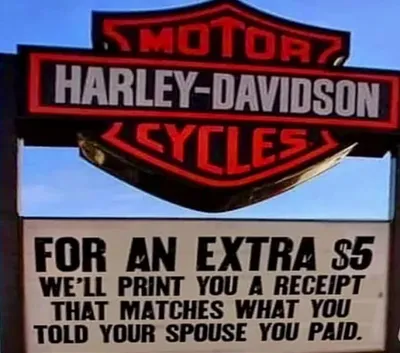 MOTOR
HARLEY-DAVIDSON
CYCLES
FOR AN EXTRA $5
WE'LL PRINT YOU A RECEIPT
THAT MATCHES WHAT YOU
TOLD YOUR SPOUSE YOU PAID.